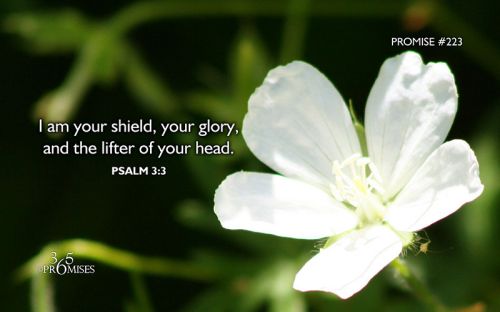 PROMISE #223
I am your shield, your glory,
and the lifter of your head.
PSALM 3:3
365
PROMISES